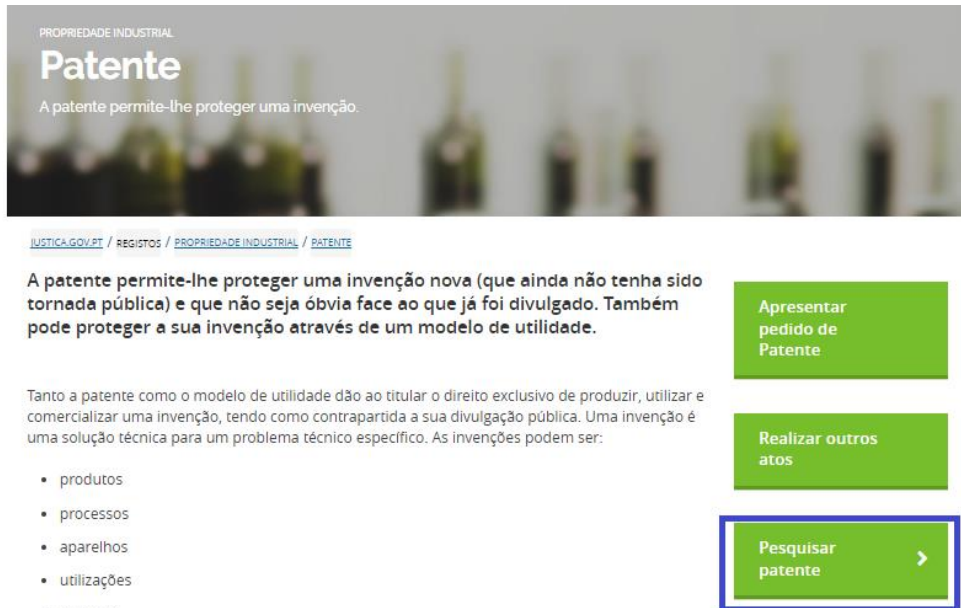 PROPRIEDADE INDUSTRIAL
Patente
A patente permite-lhe proteger uma invenção.
JUSTICA.GOV.PT / REGISTOS / PROPRIEDADE INDUSTRIAL / PATENTE
A patente permite-lhe proteger uma invenção nova (que ainda não tenha sido
tornada pública) e que não seja óbvia face ao que já foi divulgado. Também
pode proteger a sua invenção através de um modelo de utilidade.
Tanto a patente como o modelo de utilidade dão ao titular o direito exclusivo de produzir, utilizar e
comercializar uma invenção, tendo como contrapartida a sua divulgação pública. Uma invenção é
uma solução técnica para um problema técnico específico. As invenções podem ser:
• produtos
• processos
• aparelhos
• utilizações
Apresentar
pedido de
Patente
Realizar outros
atos
Pesquisar
patente